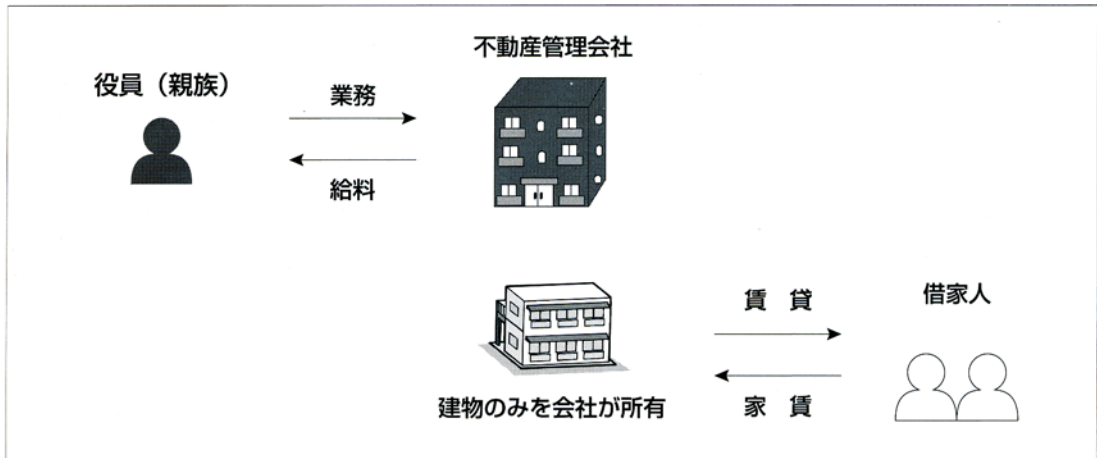 不動産管理会社
役員（親族）
業務
給料
賃 貸
借家人
建物のみを会社が所有
家 賃